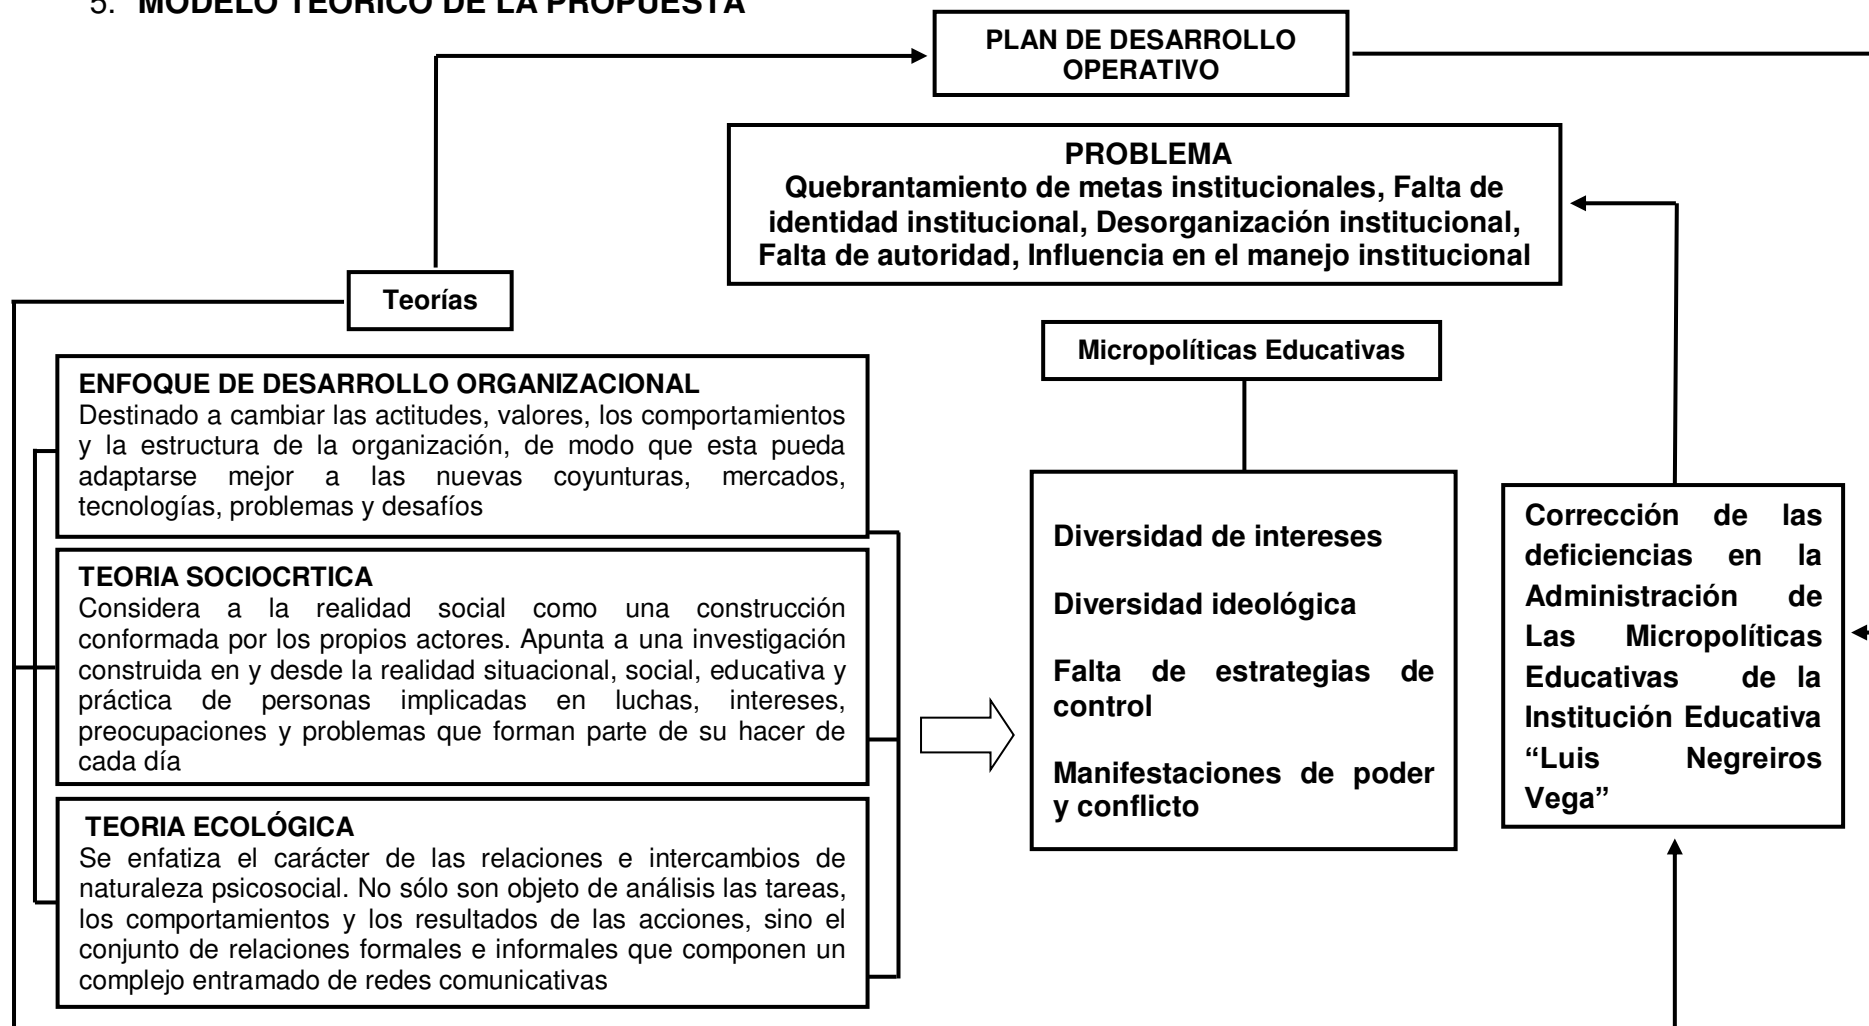 5. MODELO TEÓRICO DE LA PROPUESTA
PLAN DE DESARROLLO
OPERATIVO
PROBLEMA
Quebrantamiento de metas institucionales, Falta de
identidad institucional, Desorganización institucional,
Falta de autoridad, Influencia en el manejo institucional
Teorías
Micropolíticas Educativas
ENFOQUE DE DESARROLLO ORGANIZACIONAL
Destinado a cambiar las actitudes, valores, los comportamientos
y la estructura de la organización, de modo que esta pueda
adaptarse mejor a las nuevas coyunturas, mercados,
tecnologías, problemas y desafíos
TEORIA SOCIOCRTICA
Considera a la realidad social como una construcción
conformada por los propios actores. Apunta a una investigación
construida en y desde la realidad situacional, social, educativa y
práctica de personas implicadas en luchas, intereses,
preocupaciones y problemas que forman parte de su hacer de
cada día
TEORIA ECOLÓGICA
Se enfatiza el carácter de las relaciones e intercambios de
naturaleza psicosocial. No sólo son objeto de análisis las tareas,
los comportamientos y los resultados de las acciones, sino el
conjunto de relaciones formales e informales que componen un
complejo entramado de redes comunicativas
Diversidad de intereses
Diversidad ideológica
Falta de estrategias de
control
Manifestaciones de poder
y conflicto
Corrección de las
deficiencias en la
Administración de
Las Micropolíticas
Educativas de la
Institución Educativa
“Luis Negreiros
Vega”